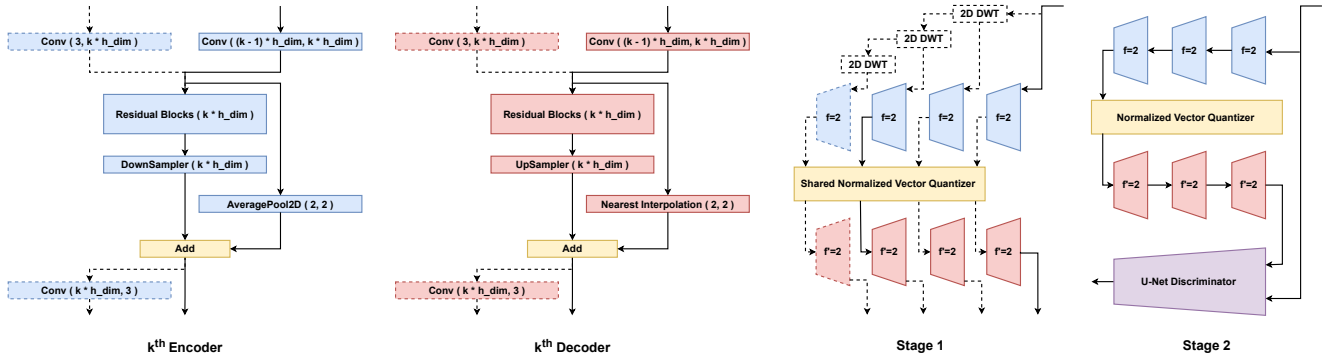 Conv ( 3, k * h_dim )
Conv ( (k - 1) * h_dim, k * h_dim )
Residual Blocks ( k * h_dim )
DownSampler ( k * h_dim )
AveragePool2D ( 2, 2 )
Add
Conv ( k * h_dim, 3 )
kth Encoder
Conv ( 3, k * h_dim )
Conv ( (k - 1) * h_dim, k * h_dim )
Residual Blocks ( k * h_dim )
UpSampler ( k * h_dim )
Nearest Interpolation ( 2, 2 )
Add
Conv ( k * h_dim, 3 )
kth Decoder
2D DWT
2D DWT
2D DWT
f=2
f=2
f=2
f=2
Shared Normalized Vector Quantizer
f'=2
f'=2
f'=2
f'=2
Stage 1
f=2
f=2
f=2
Normalized Vector Quantizer
f'=2
f'=2
f'=2
U-Net Discriminator
Stage 2